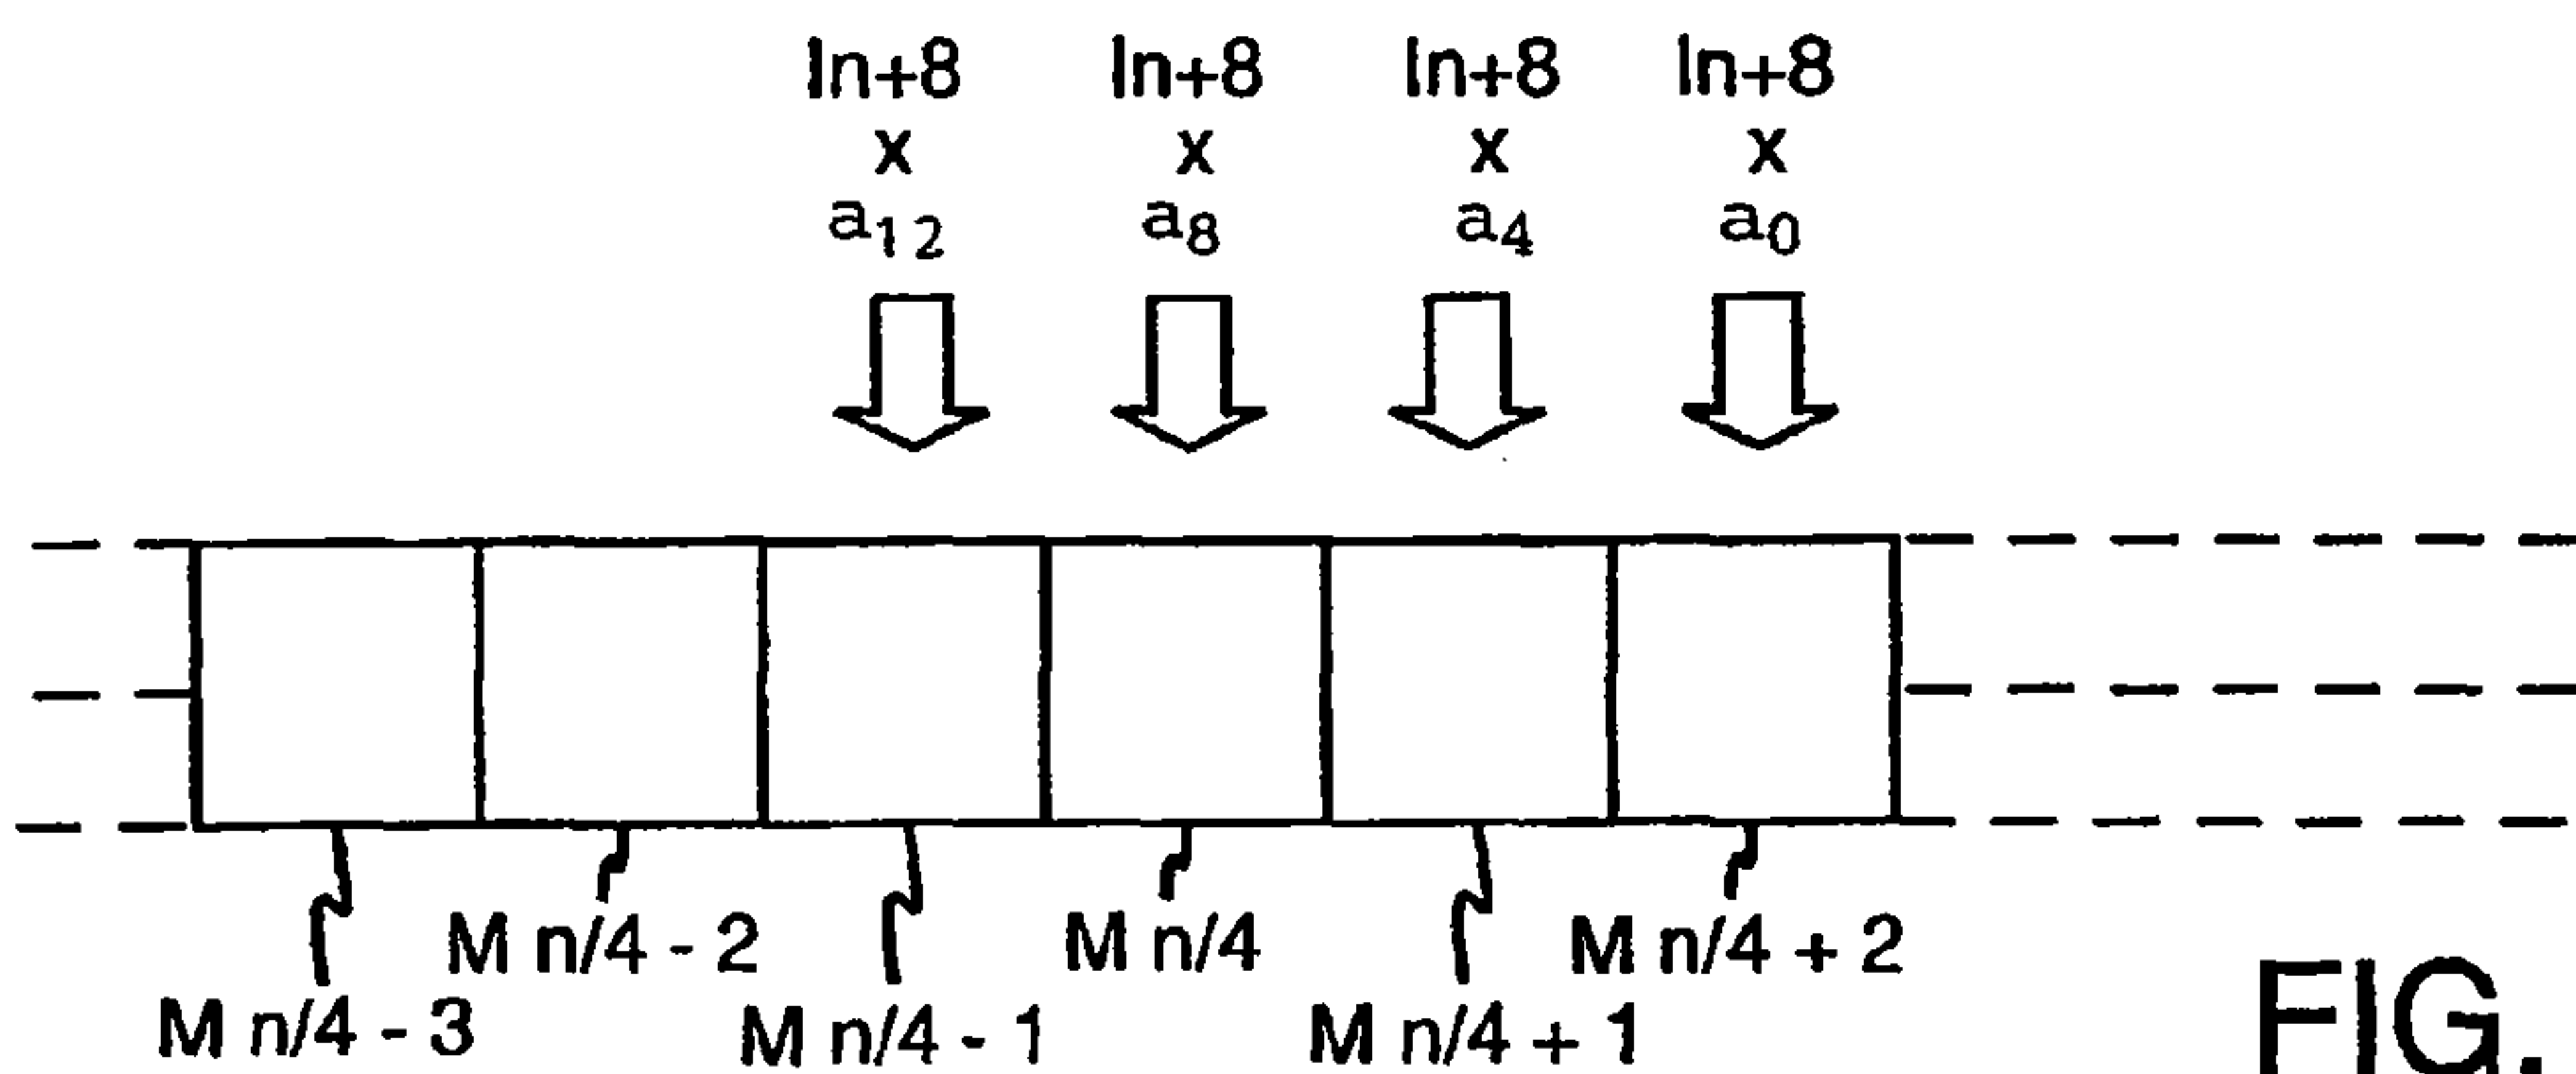 In+8 In+8 In+8 In+8
x x x x
a₁₂ a₈ a₄ a₀
M n/4 - 2 M n/4 M n/4 + 2
M n/4 - 3 M n/4 - 1 M n/4 + 1
FIG.